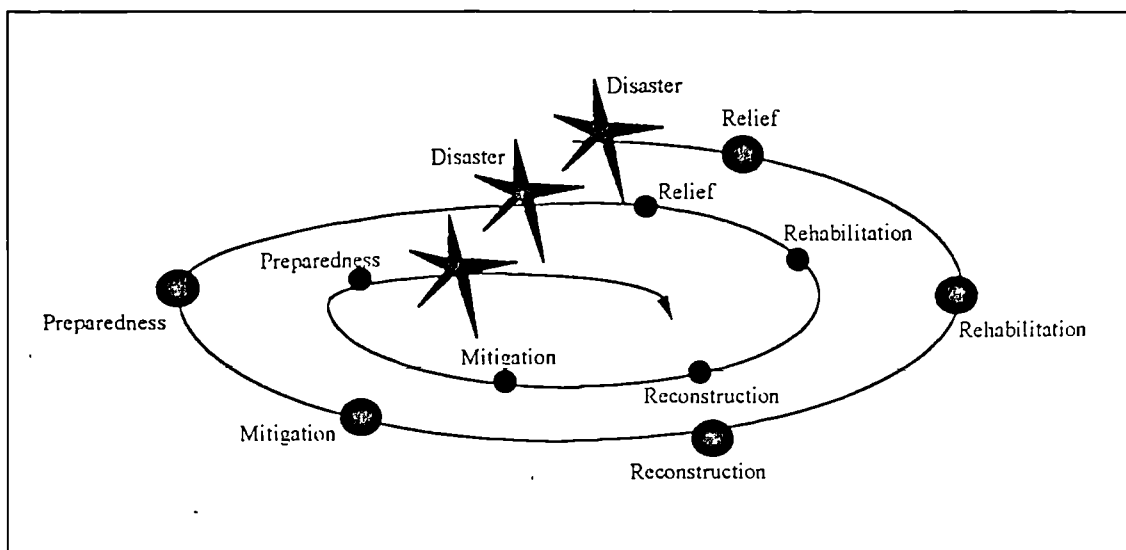 Disaster
Relief
Disaster
Relief
Rehabilitation
Preparedness
Preparedness
Rehabilitation
Mitigation
Reconstruction
Mitigation
Reconstruction